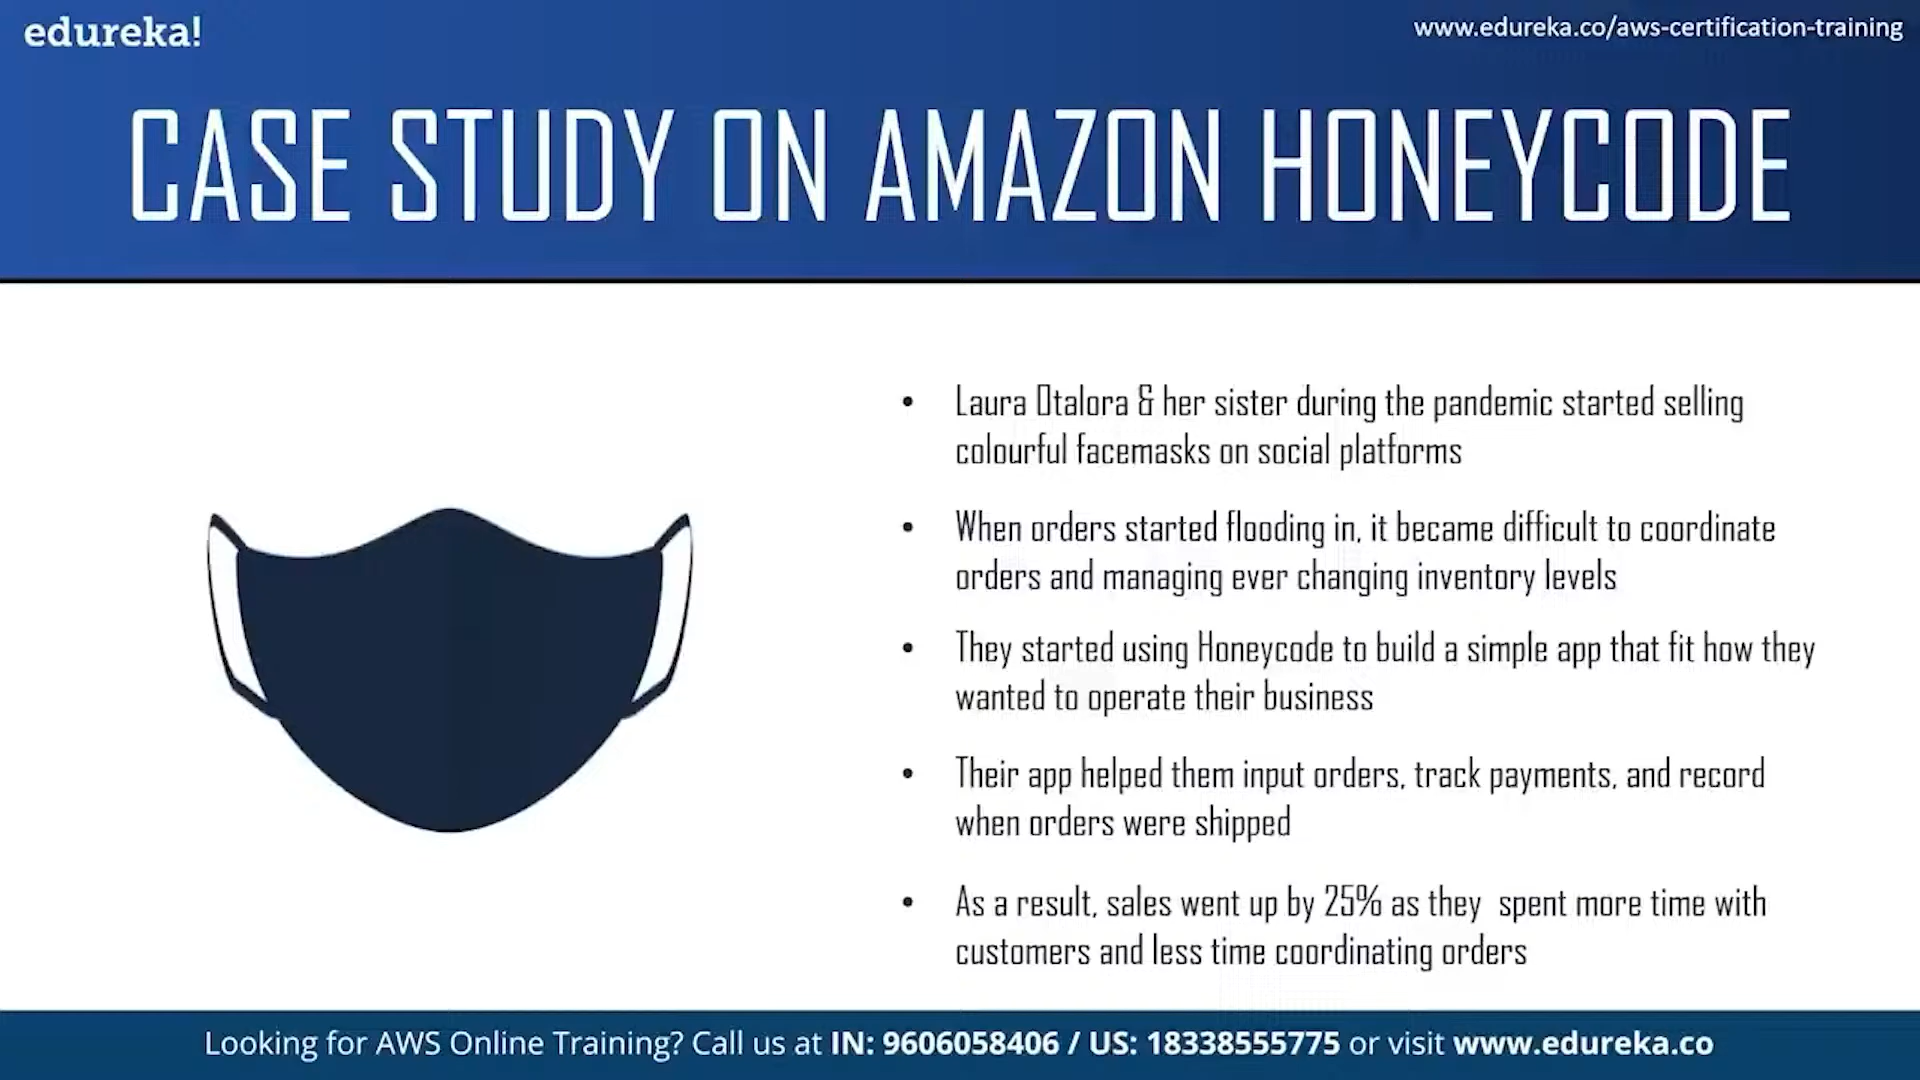 edureka!
www.edureka.co/aws-certification-training
CASE STUDY ON AMAZON HONEYCODE
• Laura Otalora & her sister during the pandemic started selling
colourful facemasks on social platforms
• When orders started flooding in, it became difficult to coordinate
orders and managing ever changing inventory levels
• They started using Honeycode to build a simple app that fit how they
wanted to operate their business
• Their app helped them input orders, track payments, and record
when orders were shipped
• As a result, sales went up by 25% as they  spent more time with
customers and less time coordinating orders
Looking for AWS Online Training? Call us at IN: 9606058406 / US: 18338555775 or visit www.edureka.co